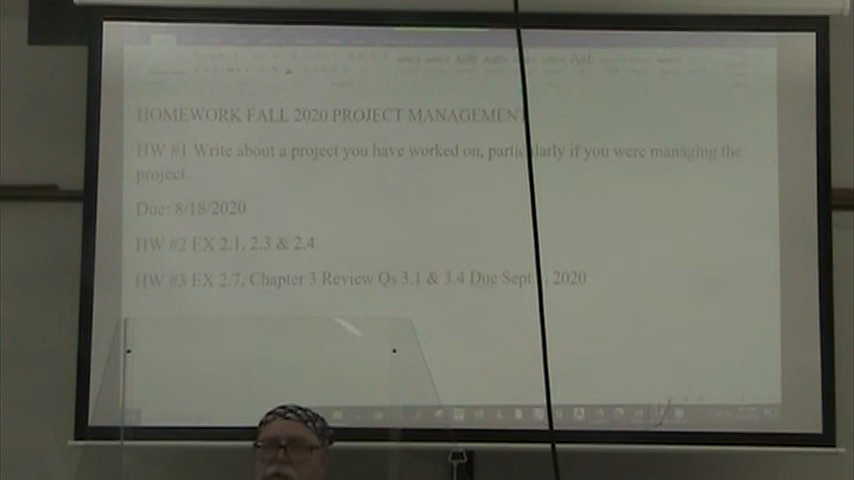 HOMEWORK FALL 2020 PROJECT MANAGEMENT
HW #1 Write about a project you have worked on, particularly if you were managing the
project.
Due: 8/18/2020
HW #2 EX 2.1, 2.3 & 2.4
HW #3 EX 2.7, Chapter 3 Review Qs 3.1 & 3.4 Due Sept 2020